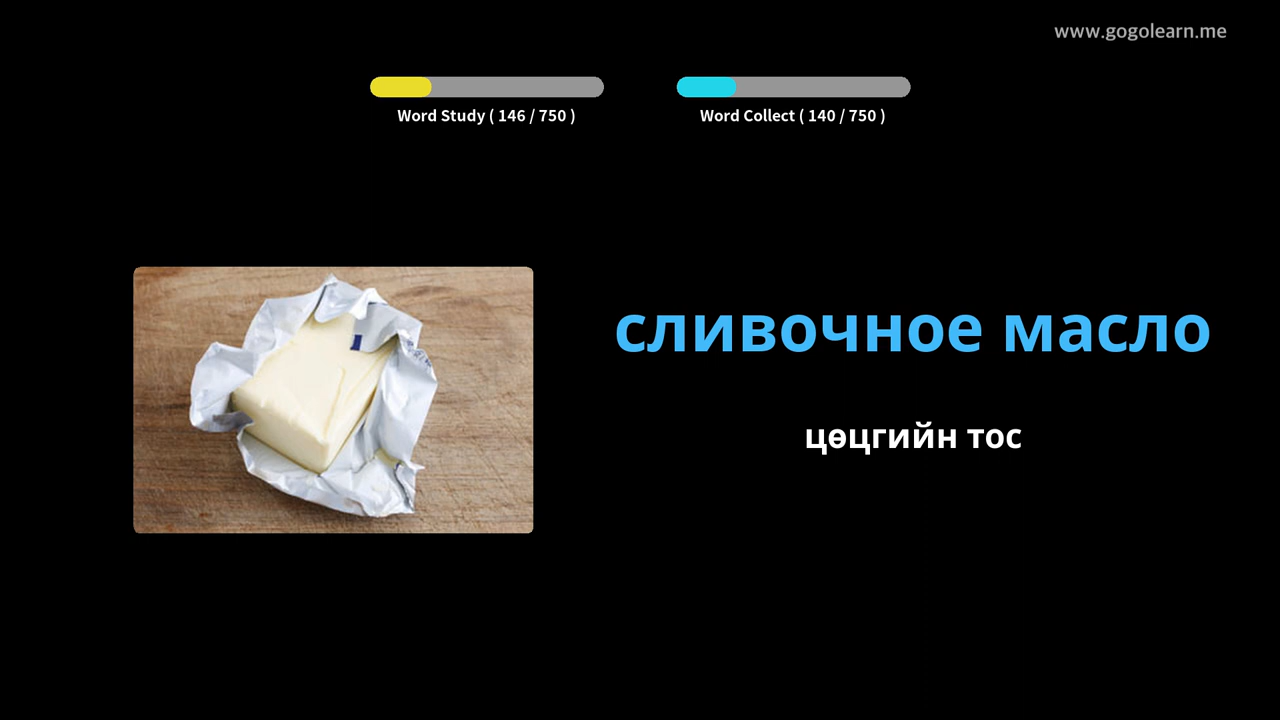 www.gogolearn.me
Word Study ( 146 / 750 )
Word Collect ( 140 / 750 )
сливочное масло
цөцгийн тос